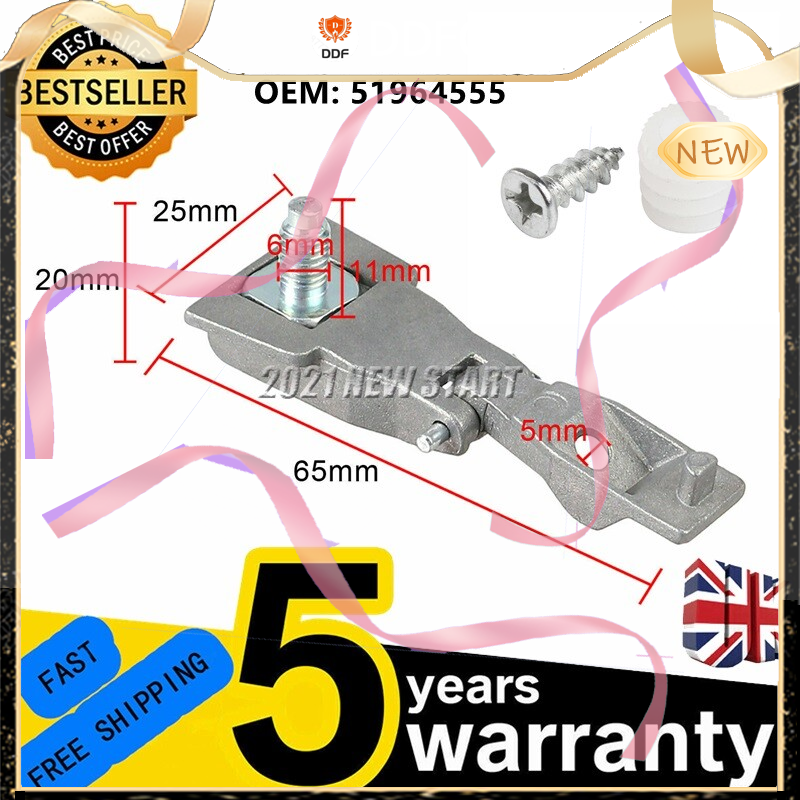 DDF
BEST PRICE
BESTSELLER
BEST OFFER
OEM: 51964555
NEW
25mm
6mm
20mm
11mm
2021 NEW START
5mm
65mm
FAST
FREE SHIPPING
5 years
warranty